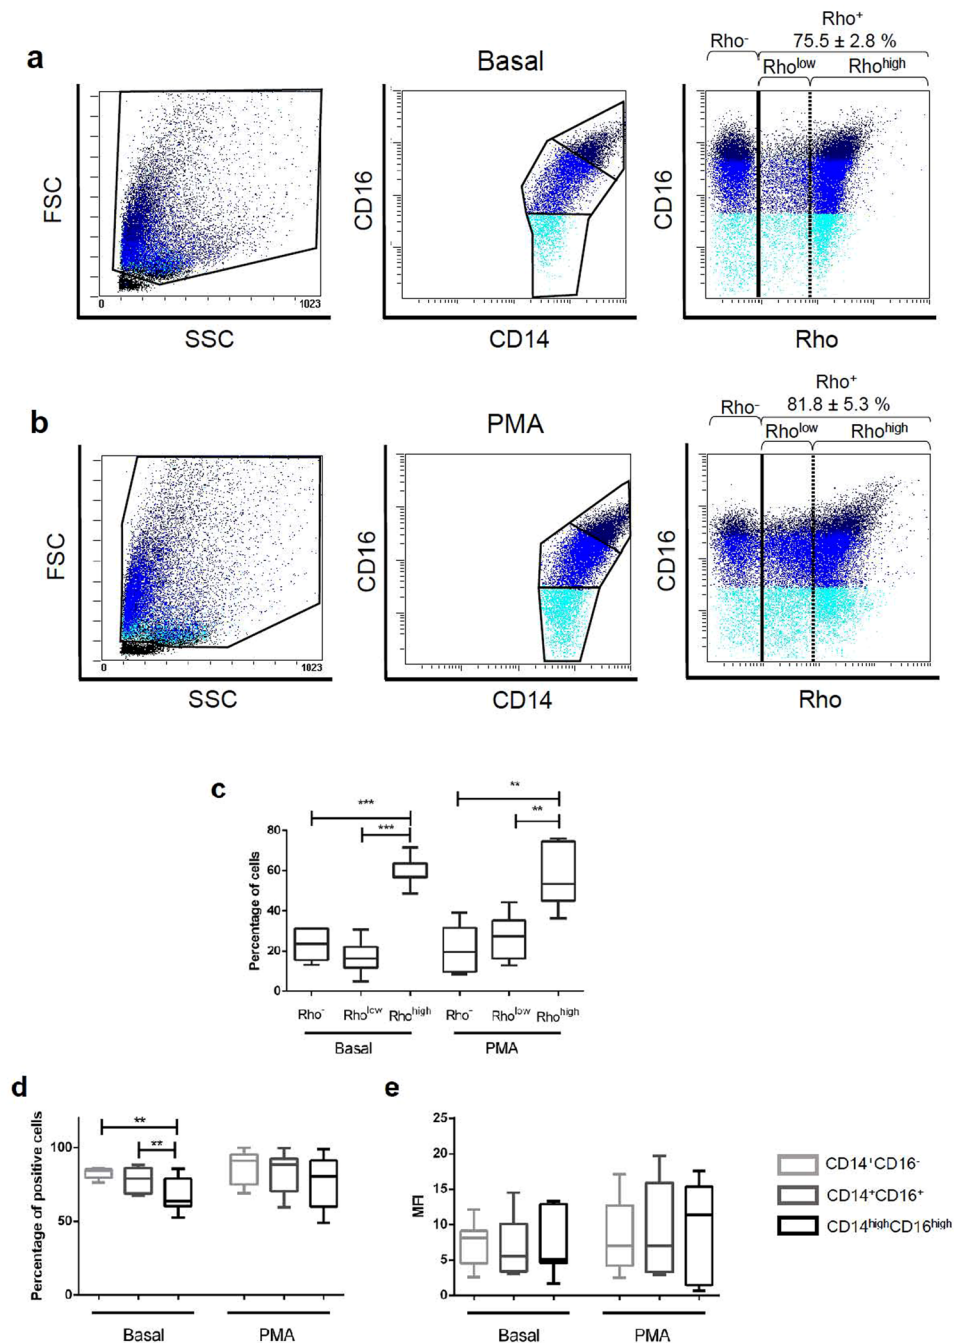 a
Basal
FSC
0
1023
SSC
CD16
CD14
Rho⁺
Rho⁻
75.5 ± 2.8 %
Rho^low
Rho^high
CD16
Rho
b
PMA
FSC
0
1023
SSC
CD16
CD14
Rho⁺
Rho⁻
81.8 ± 5.3 %
Rho^low
Rho^high
CD16
Rho
c
***
***
**
**
Percentage of cells
80
60
40
20
0
Rho⁻ Rho^low Rho^high Rho⁻ Rho^low Rho^high
Basal PMA
d
**
**
Percentage of positive cells
100
50
0
Basal PMA
e
MFI
25
20
15
10
5
0
Basal PMA
CD14⁺CD16⁻
CD14⁺CD16⁺
CD14^highCD16^high